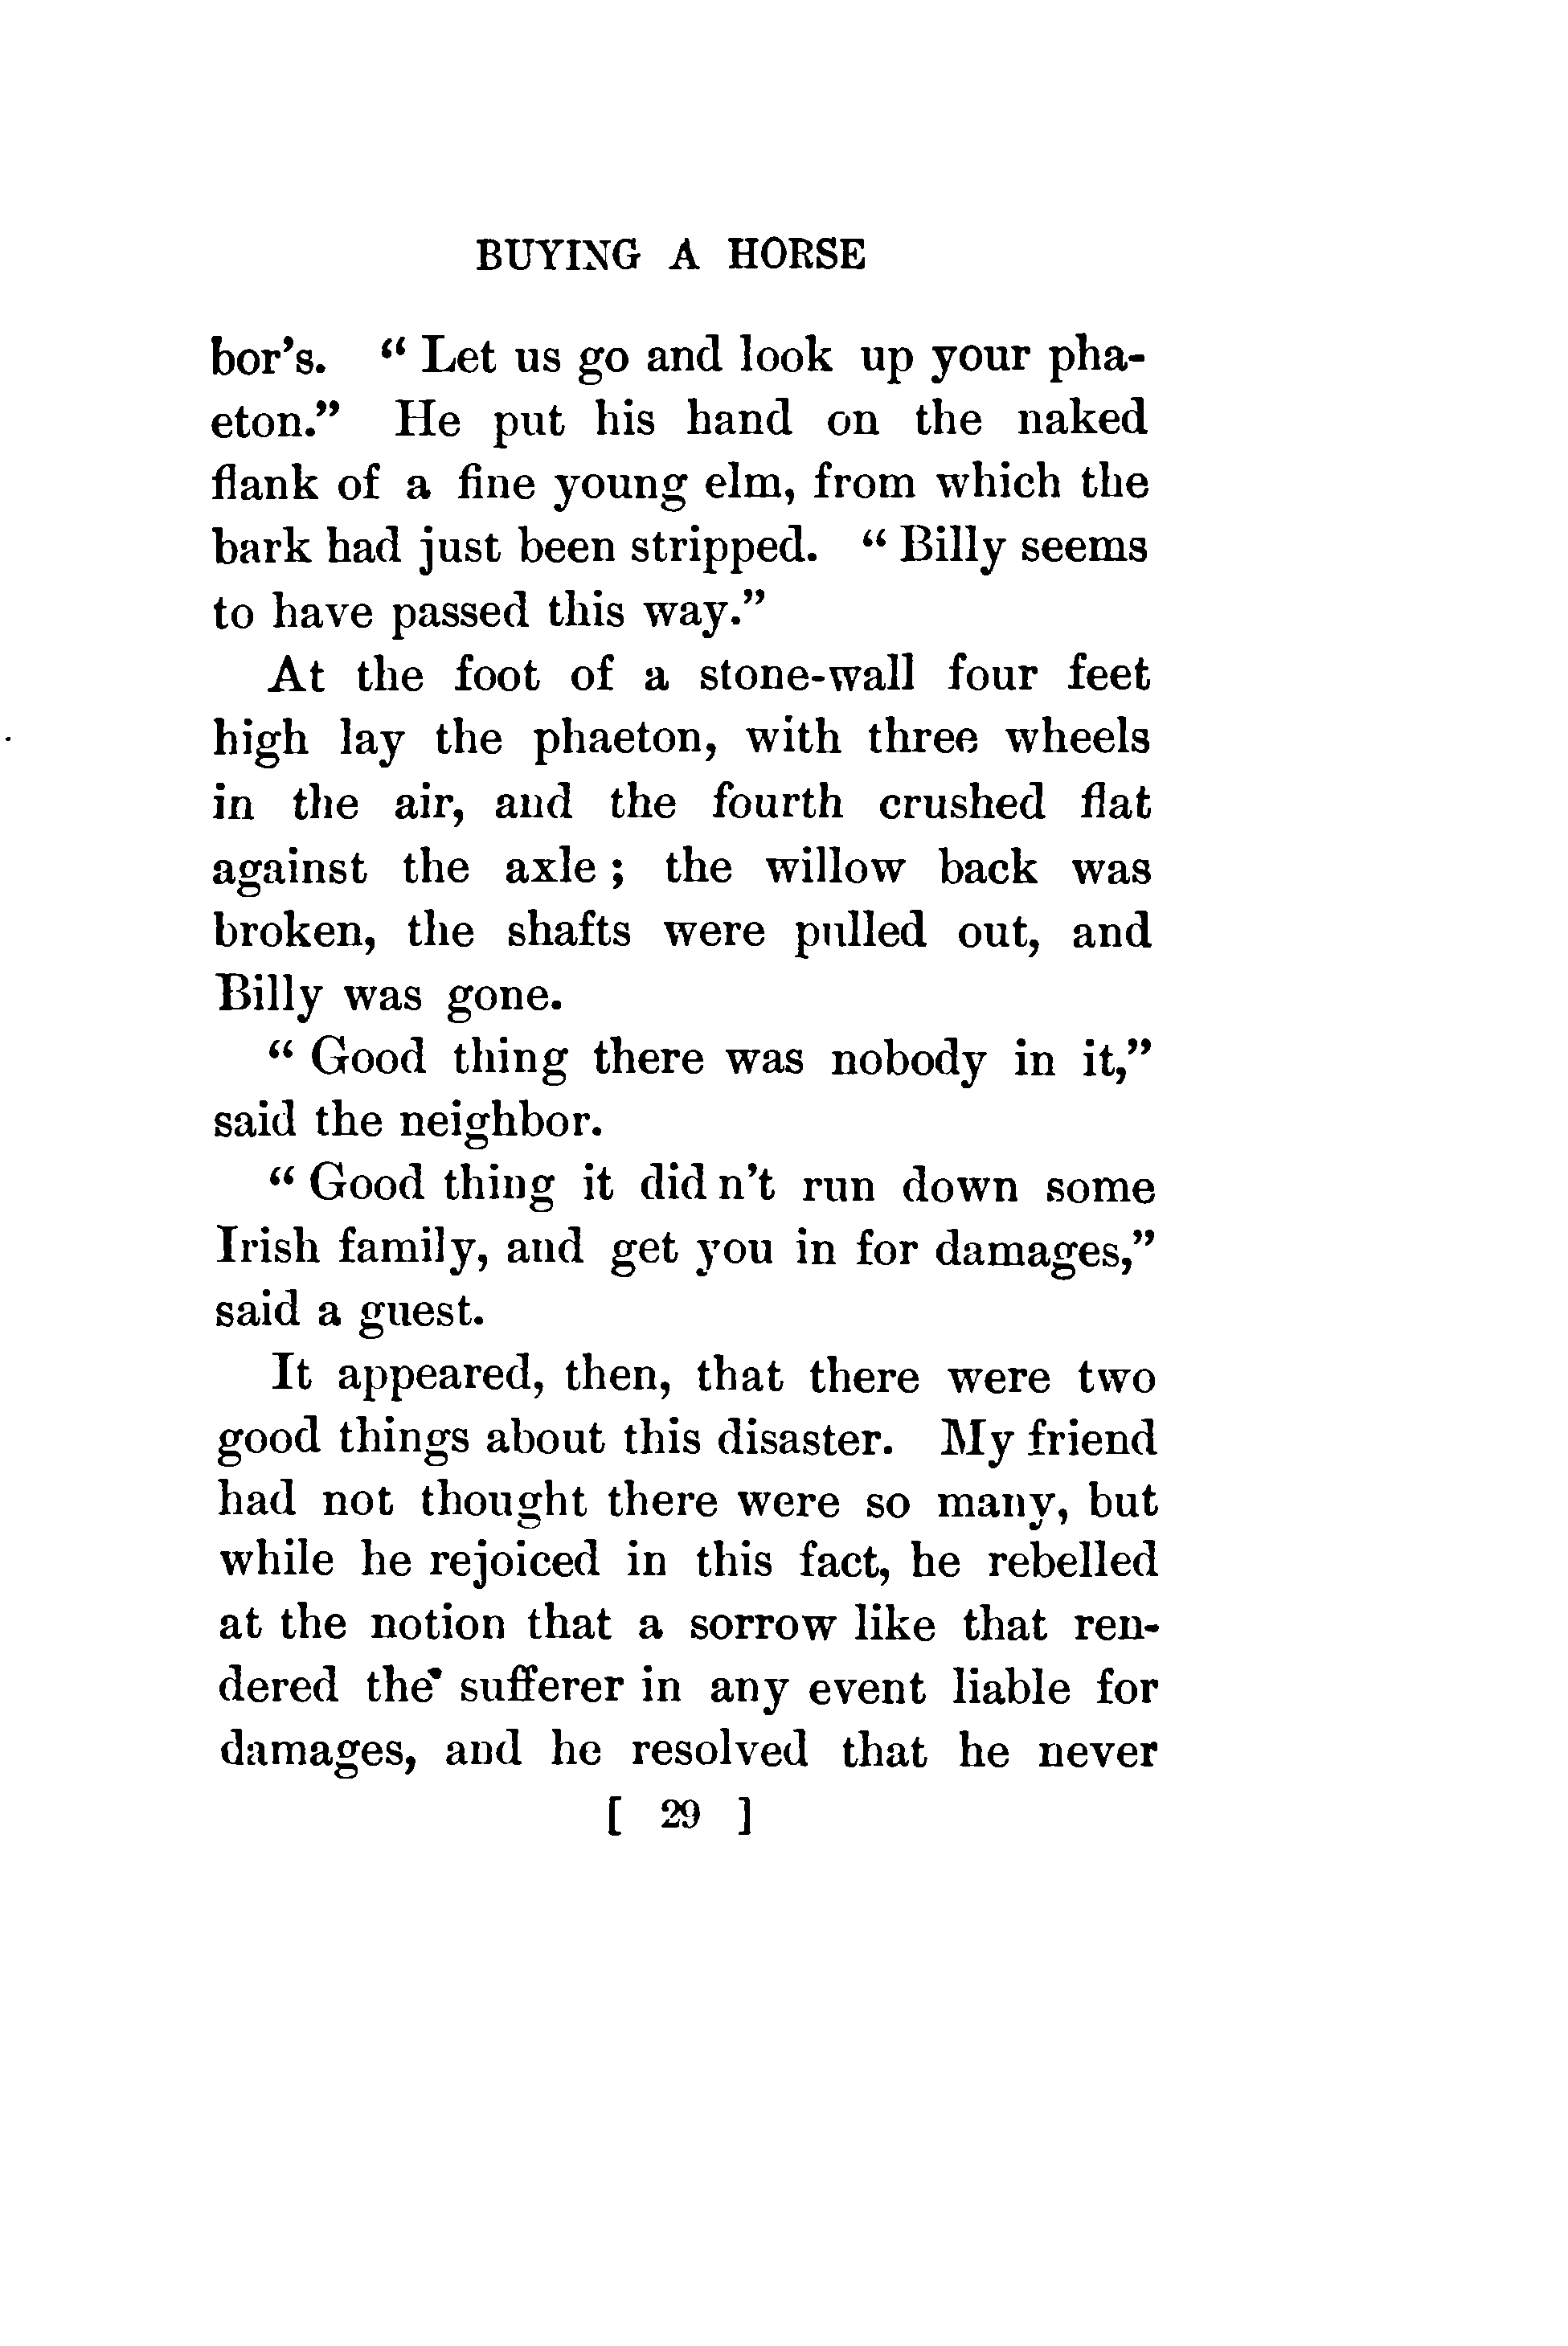 BUYING A HORSE
bor's. “ Let us go and look up your pha-
eton.” He put his hand on the naked
flank of a fine young elm, from which the
bark had just been stripped. “ Billy seems
to have passed this way.”
At the foot of a stone-wall four feet
high lay the phaeton, with three wheels
in the air, and the fourth crushed flat
against the axle ; the willow back was
broken, the shafts were pulled out, and
Billy was gone.
“ Good thing there was nobody in it,”
said the neighbor.
“ Good thing it did n't run down some
Irish family, and get you in for damages,”
said a guest.
It appeared, then, that there were two
good things about this disaster. My friend
had not thought there were so many, but
while he rejoiced in this fact, he rebelled
at the notion that a sorrow like that ren-
dered the sufferer in any event liable for
damages, and he resolved that he never
[ 29 ]